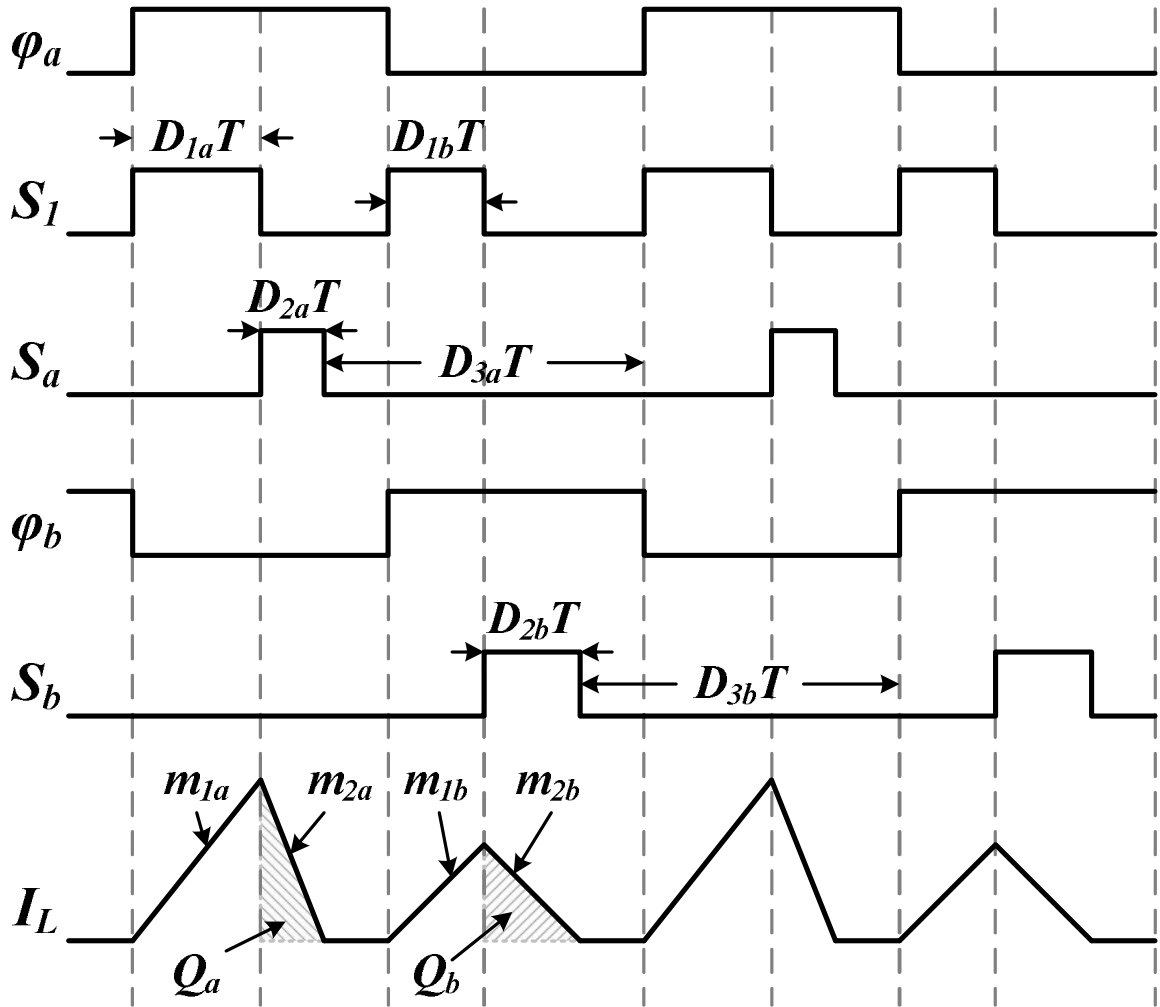 φa
D1aT D1bT
S1
D2aT
Sa D3aT
φb
D2bT
Sb D3bT
m1a m2a m1b m2b
IL
Qa Qb